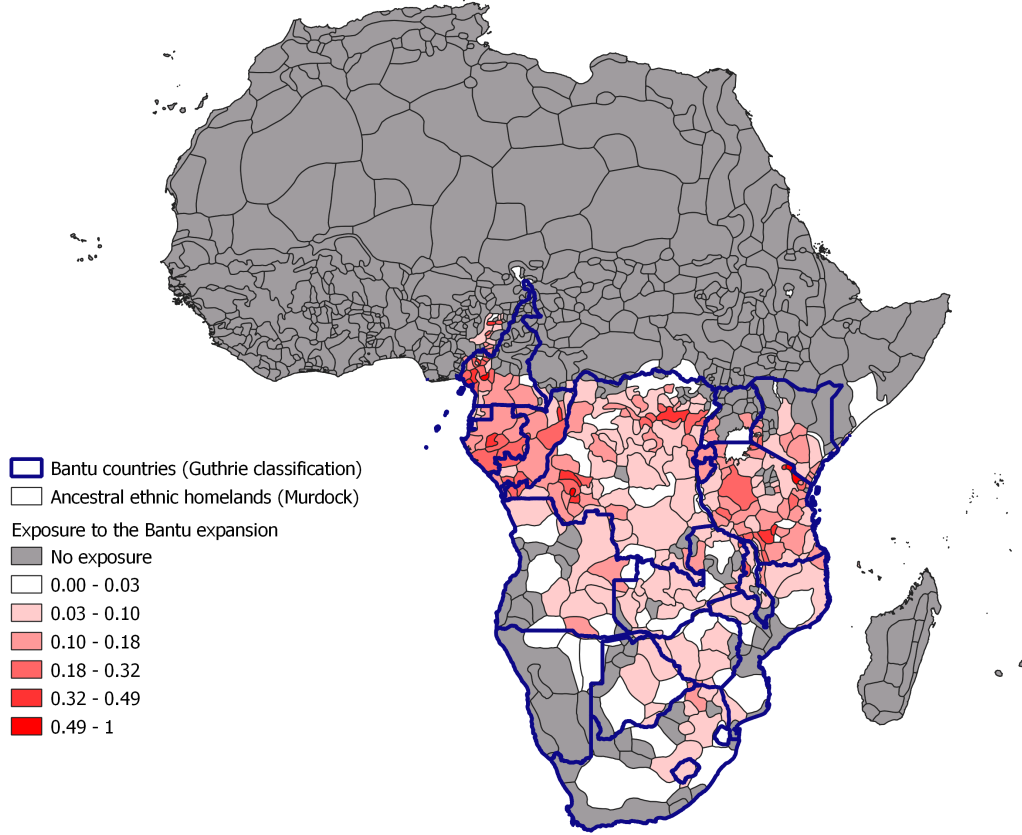 Bantu countries (Guthrie classification)
Ancestral ethnic homelands (Murdock)
Exposure to the Bantu expansion
No exposure
0.00 - 0.03
0.03 - 0.10
0.10 - 0.18
0.18 - 0.32
0.32 - 0.49
0.49 - 1